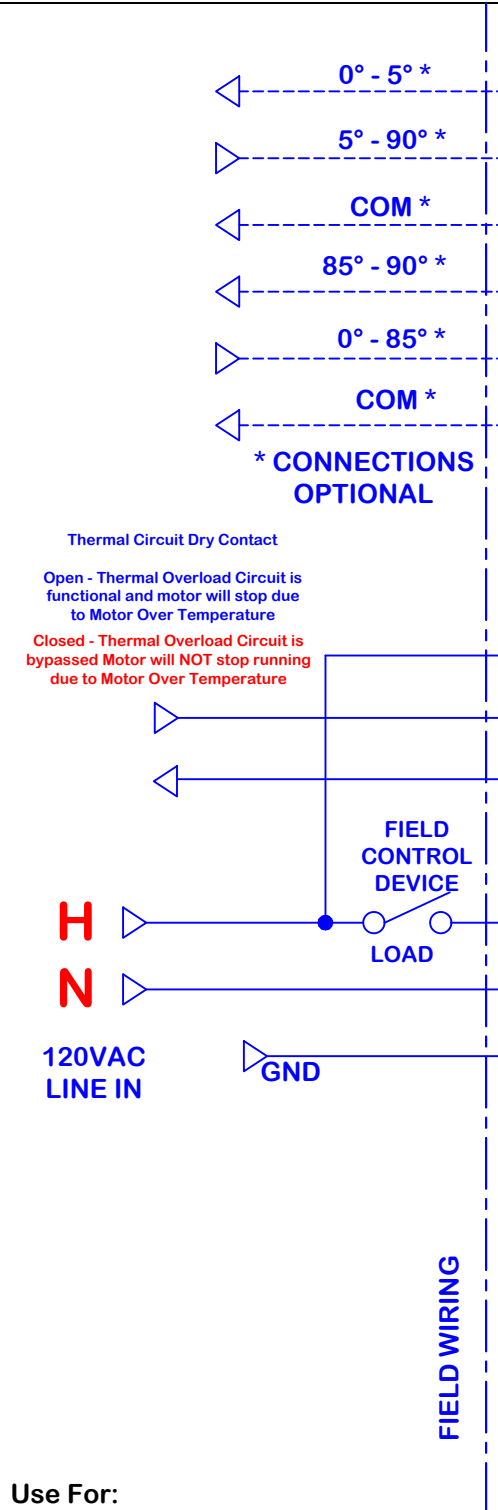 0° - 5° *
5° - 90° *
COM *
85° - 90° *
0° - 85° *
COM *
* CONNECTIONS
OPTIONAL
Thermal Circuit Dry Contact
Open - Thermal Overload Circuit is
functional and motor will stop due
to Motor Over Temperature
Closed - Thermal Overload Circuit is
bypassed Motor will NOT stop running
due to Motor Over Temperature
FIELD
CONTROL
DEVICE
LOAD
H
N
120VAC
LINE IN
GND
FIELD WIRING
Use For: